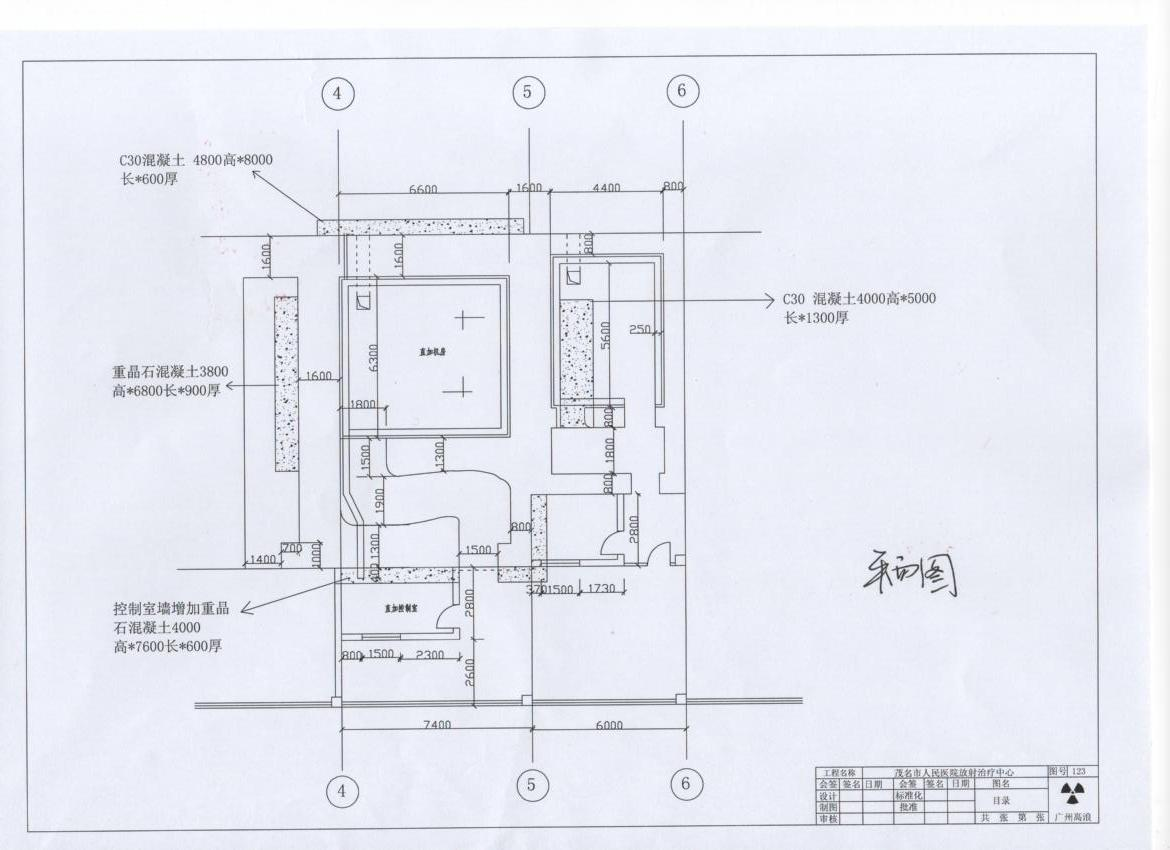 4
5
6
C30混凝土 4800高*8000
长*600厚
6600
1600
4400
800
1600
1600
800
C30 混凝土4000高*5000
长*1300厚
250
5600
直加机房
6300
重晶石混凝土3800
高*6800长*900厚
1600
1800
800
1500
1300
1800
800
1900
800
2800
1300
1500
700
1000
1400
400
370
1500
1730
控制室墙增加重晶
石混凝土4000
高*7600长*600厚
直加控制室
2800
800
1500
2300
2600
7400
6000
4
5
6
平面图
工程名称
茂名市人民医院放射治疗中心
图号
123
会签 签名 日期 会签 签名 日期 图名
设计 标准化
目录
制图 批准
审核
共 张 第 张
广州高浪